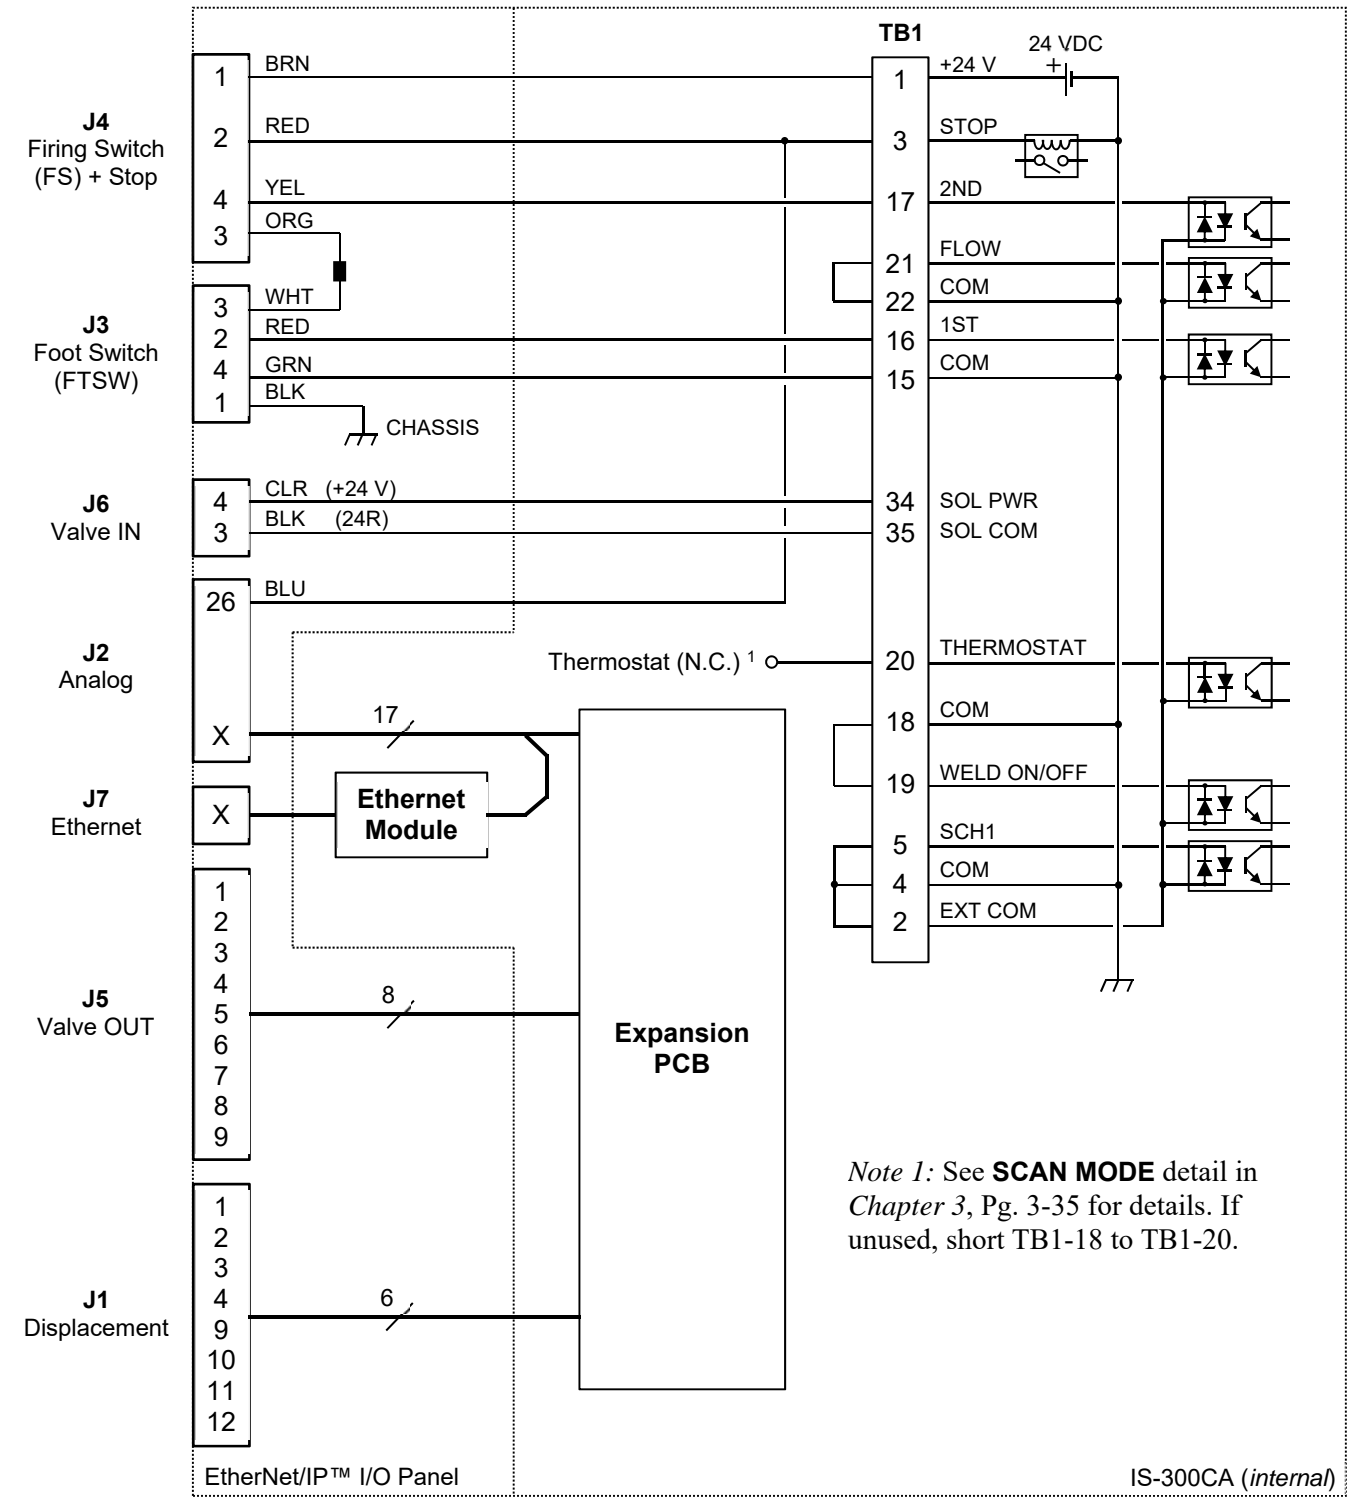 TB1
24 VDC
+
J4
Firing Switch
(FS) + Stop
1 BRN 1 +24 V
2 RED 3 STOP
4 YEL 17 2ND
3 ORG
21 FLOW
J3
Foot Switch
(FTSW)
3 WHT 22 COM
2 RED 16 1ST
4 GRN 15 COM
1 BLK
CHASSIS
J6
Valve IN
4 CLR (+24 V) 34 SOL PWR
3 BLK (24R) 35 SOL COM
J2
Analog
26 BLU
Thermostat (N.C.) 1 20 THERMOSTAT
X 17 18 COM
J7
Ethernet
X
Ethernet
Module
19 WELD ON/OFF
5 SCH1
4 COM
2 EXT COM
J5
Valve OUT
1
2
3
4
5
6
7
8
9
8
Expansion
PCB
J1
Displacement
1
2
3
4
9
10
11
12
6
Note 1: See SCAN MODE detail in
Chapter 3, Pg. 3-35 for details. If
unused, short TB1-18 to TB1-20.
EtherNet/IP™ I/O Panel
IS-300CA (internal)